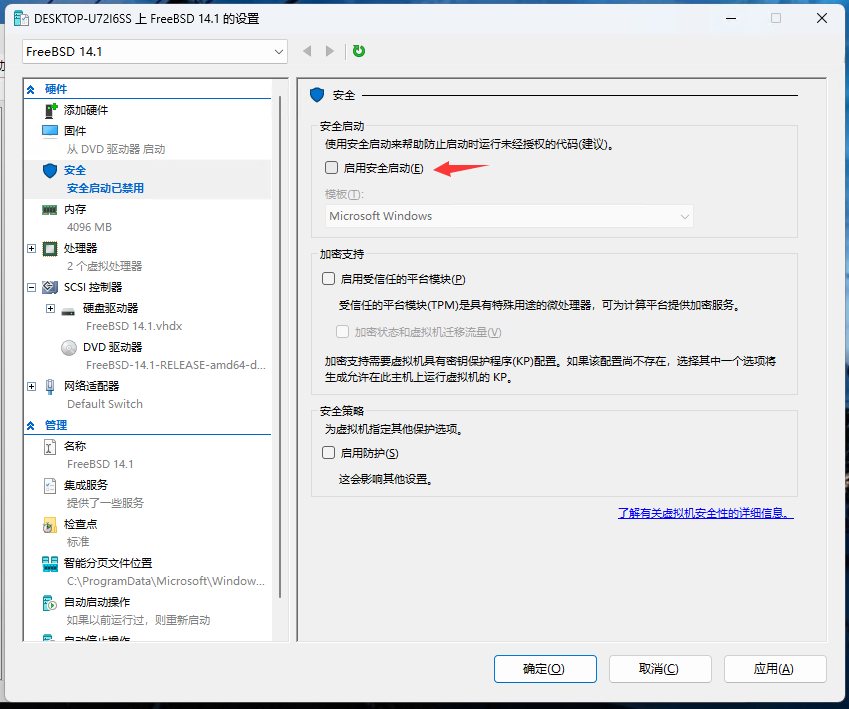 DESKTOP-U72I6SS 上 FreeBSD 14.1 的设置
FreeBSD 14.1
硬件
添加硬件
固件
从 DVD 驱动器 启动
安全
安全启动已禁用
内存
4096 MB
处理器
2 个虚拟处理器
SCSI 控制器
硬盘驱动器
FreeBSD 14.1.vhdx
DVD 驱动器
FreeBSD-14.1-RELEASE-amd64-d...
网络适配器
Default Switch
管理
名称
FreeBSD 14.1
集成服务
提供了一些服务
检查点
标准
智能分页文件位置
C:\ProgramData\Microsoft\Window...
自动启动操作
如果以前运行过，则重新启动
自动停止操作
安全
安全启动
使用安全启动来帮助防止启动时运行未经授权的代码(建议)。
启用安全启动(E)
模板(T):
Microsoft Windows
加密支持
启用受信任的平台模块(P)
受信任的平台模块(TPM)是具有特殊用途的微处理器，可为计算平台提供加密服务。
加密状态和虚拟机迁移流量(V)
加密支持需要虚拟机具有密钥保护程序(KP)配置。如果该配置尚不存在，选择其中一个选项将
生成允许在此主机上运行虚拟机的 KP。
安全策略
为虚拟机指定其他保护选项。
启用防护(S)
这会影响其他设置。
了解有关虚拟机安全性的详细信息。
确定(O)
取消(C)
应用(A)